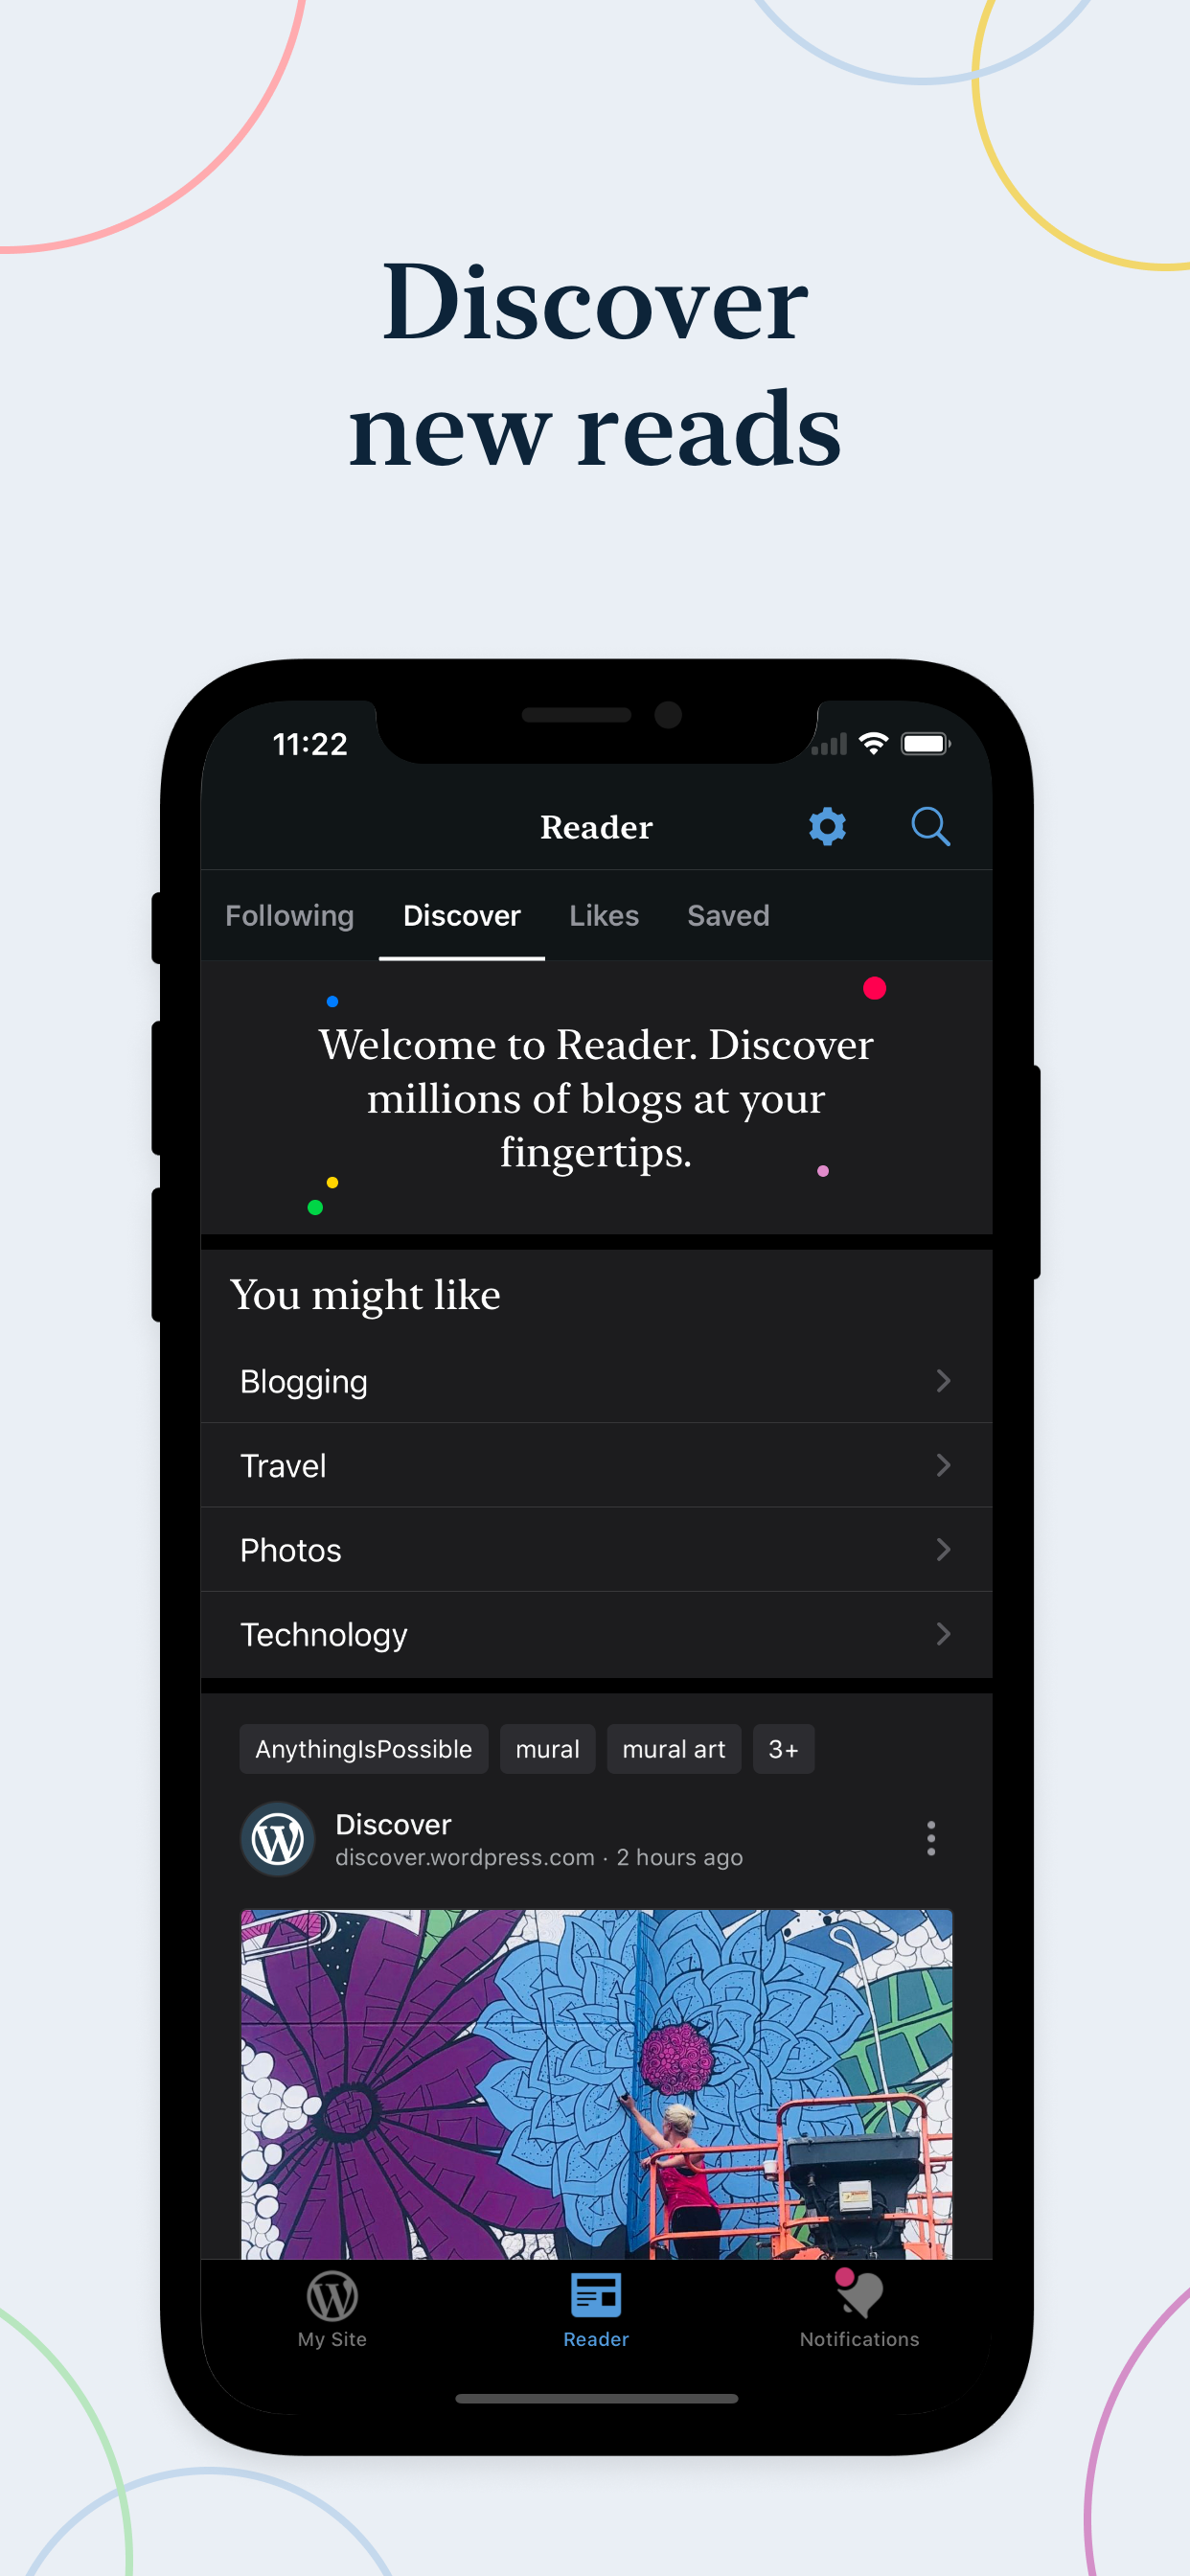 Discover
new reads
11:22
Reader
Following Discover Likes Saved
Welcome to Reader. Discover
millions of blogs at your
fingertips.
You might like
Blogging
Travel
Photos
Technology
AnythingIsPossible mural mural art 3+
Discover
discover.wordpress.com · 2 hours ago
My Site Reader Notifications